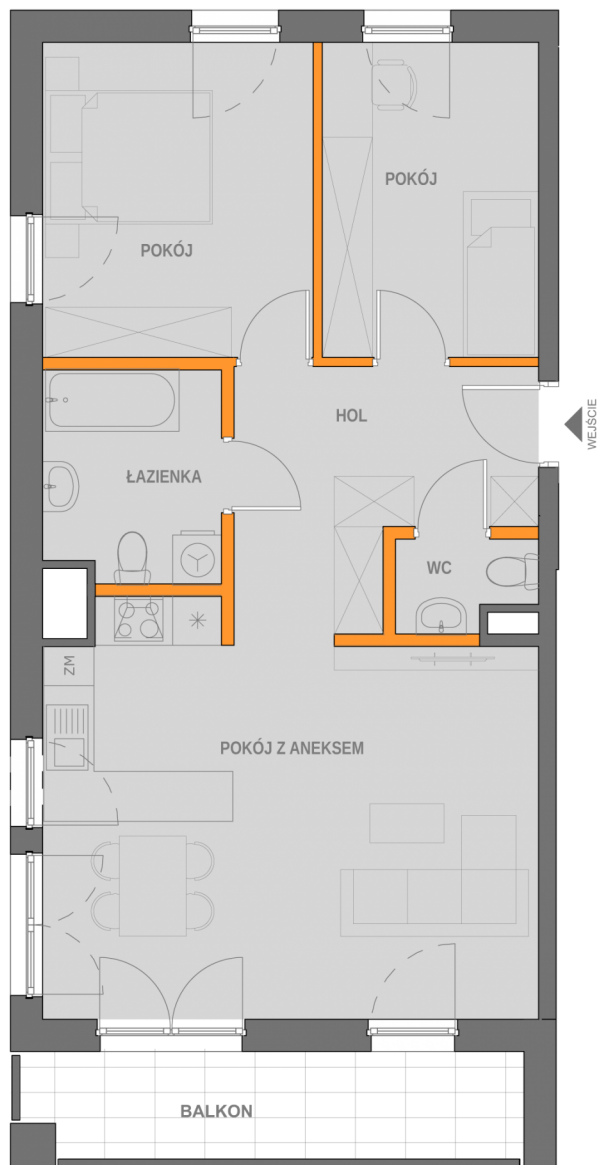 POKÓJ
POKÓJ
HOL
WEJŚCIE
ŁAZIENKA
WC
ZM
POKÓJ Z ANEKSEM
BALKON